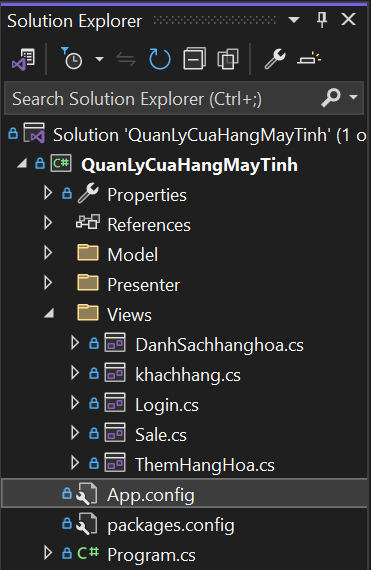 Solution Explorer
Search Solution Explorer (Ctrl+;)
Solution 'QuanLyCuaHangMayTinh' (1 o
C# QuanLyCuaHangMayTinh
Properties
References
Model
Presenter
Views
DanhSachhanghoa.cs
khachhang.cs
Login.cs
Sale.cs
ThemHangHoa.cs
App.config
packages.config
C# Program.cs